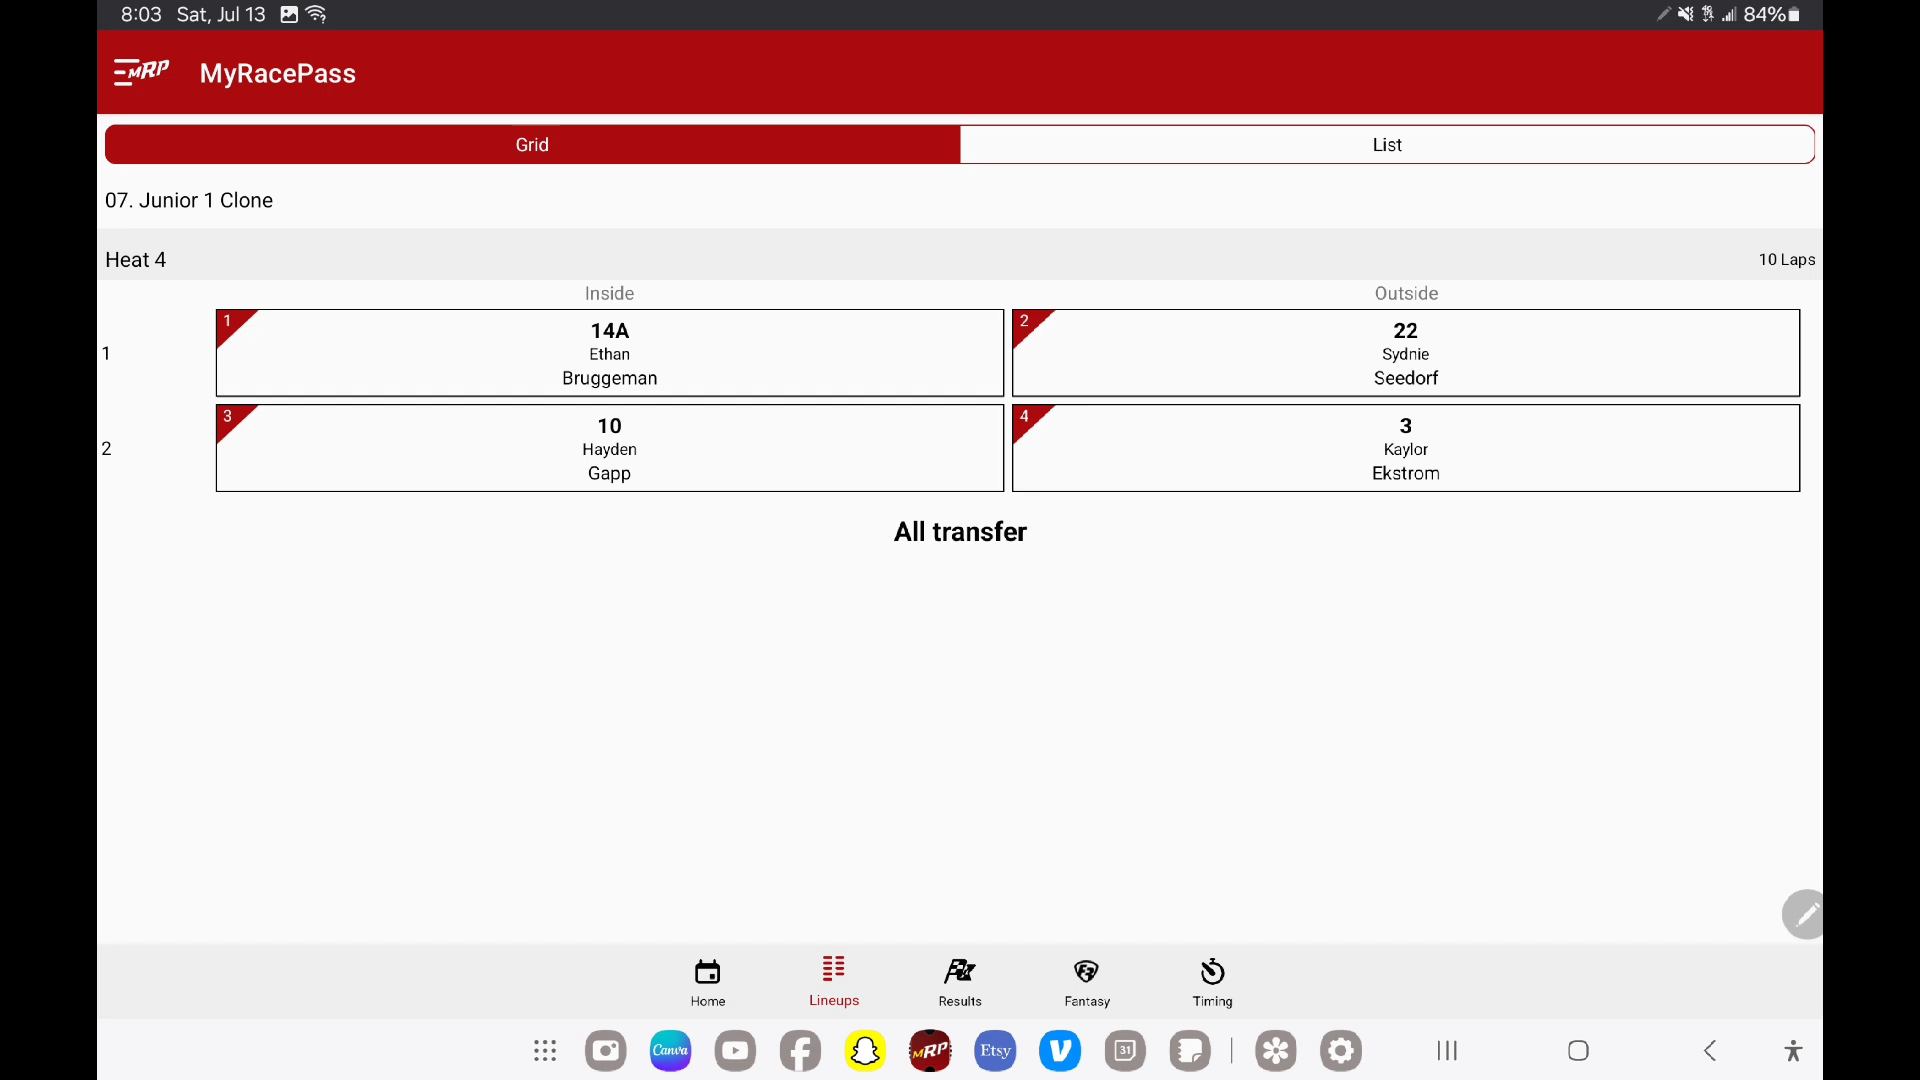 8:03 Sat, Jul 13 84%
MRP MyRacePass
Grid List
07. Junior 1 Clone
Heat 4 10 Laps
Inside Outside
1
1
14A
Ethan
Bruggeman
2
22
Sydnie
Seedorf
2
3
10
Hayden
Gapp
4
3
Kaylor
Ekstrom
All transfer
Home Lineups Results Fantasy Timing
Canva MRP Etsy 31